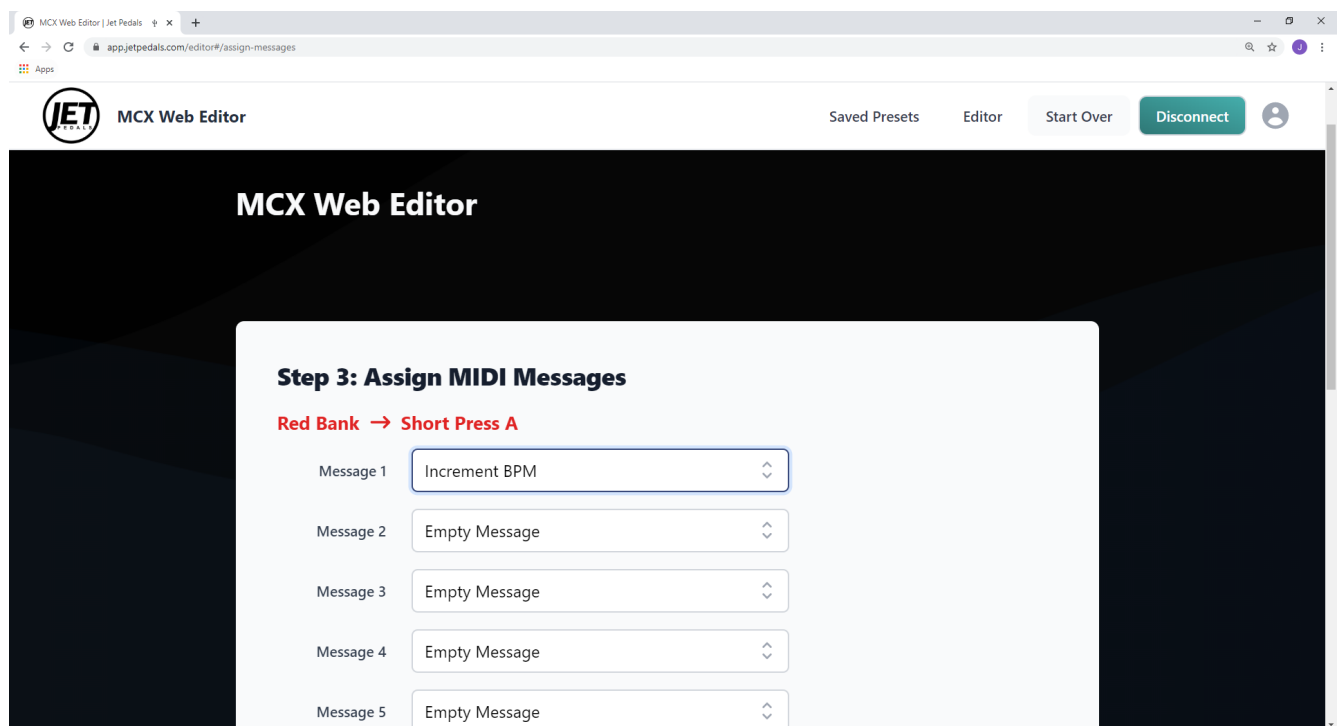 MCX Web Editor | Jet Pedals
app.jetpedals.com/editor#/assign-messages
J
Apps
JET
PEDALS
MCX Web Editor
Saved Presets
Editor
Start Over
Disconnect
MCX Web Editor
Step 3: Assign MIDI Messages
Red Bank → Short Press A
Message 1 Increment BPM
Message 2 Empty Message
Message 3 Empty Message
Message 4 Empty Message
Message 5 Empty Message